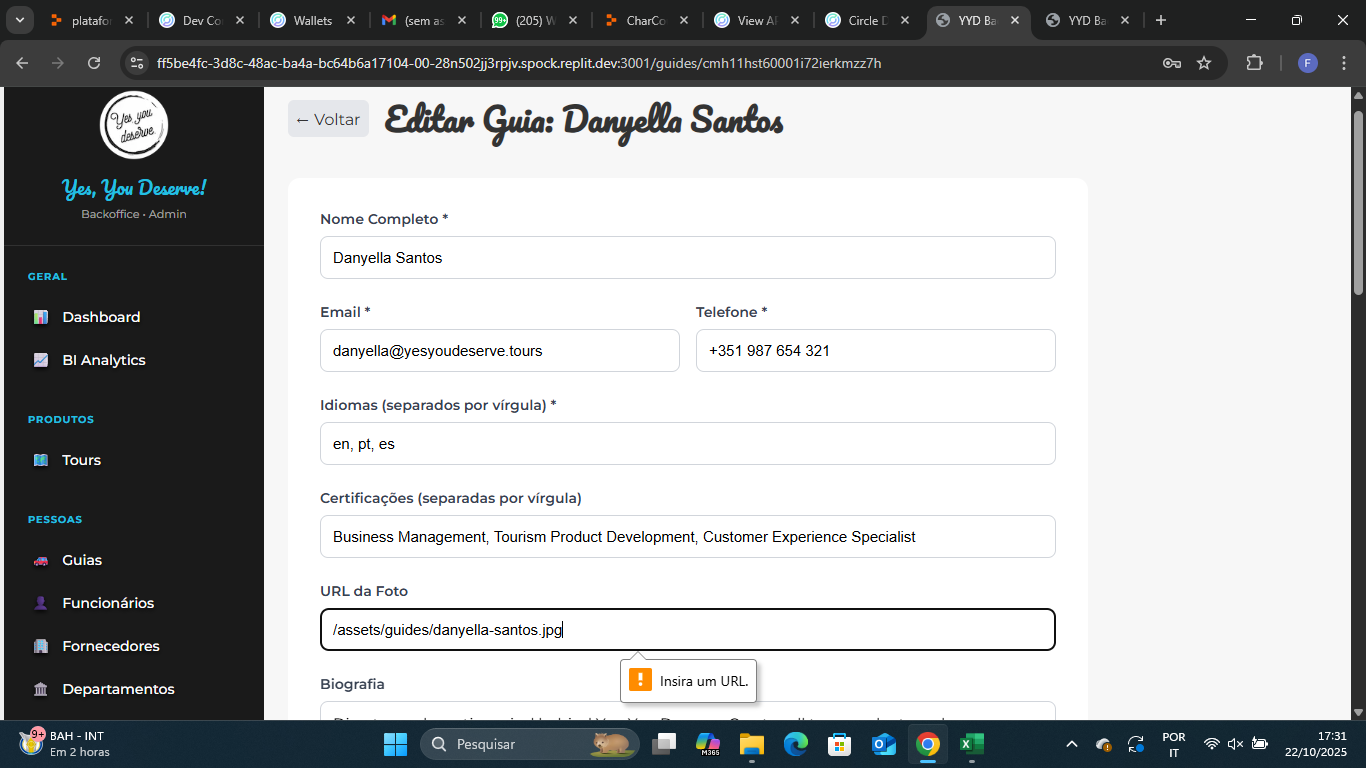 platafor
Dev Co
Wallets
(sem as
99+
(205) W
CharCo
View AP
Circle D
YYD Ba
YYD Ba
ff5be4fc-3d8c-48ac-ba4a-bc64b6a17104-00-28n502jj3rpjv.spock.replit.dev:3001/guides/cmh11hst60001i72ierkmzz7h
F
Yes, you
deserve.
Yes, You Deserve!
Backoffice • Admin
GERAL
Dashboard
BI Analytics
PRODUTOS
Tours
PESSOAS
Guias
Funcionários
Fornecedores
Departamentos
← Voltar
Editar Guia: Danyella Santos
Nome Completo *
Danyella Santos
Email *
Telefone *
danyella@yesyoudeserve.tours
+351 987 654 321
Idiomas (separados por vírgula) *
en, pt, es
Certificações (separadas por vírgula)
Business Management, Tourism Product Development, Customer Experience Specialist
URL da Foto
/assets/guides/danyella-santos.jpg
Insira um URL.
Biografia
9+
BAH - INT
Em 2 horas
Pesquisar
M365
POR
IT
17:31
22/10/2025